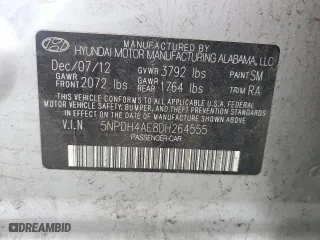 HYUNDAI MOTOR MANUFACTURING ALABAMA, LLC
Dec/07/12 GVWR 3792 lbs PAINT SM
GAWR FRONT 2072 lbs GAWR REAR 1764 lbs TRIM RA
THIS VEHICLE CONFORMS TO ALL APPLICABLE U.S. FEDERAL MOTOR
VEHICLE SAFETY, BUMPER, AND THEFT PREVENTION STANDARDS
IN EFFECT ON THE DATE OF MANUFACTURE SHOWN ABOVE.
V.I.N 5NPDH4AE8DH264555
PASSENGER-CAR
DREAMBID.COM